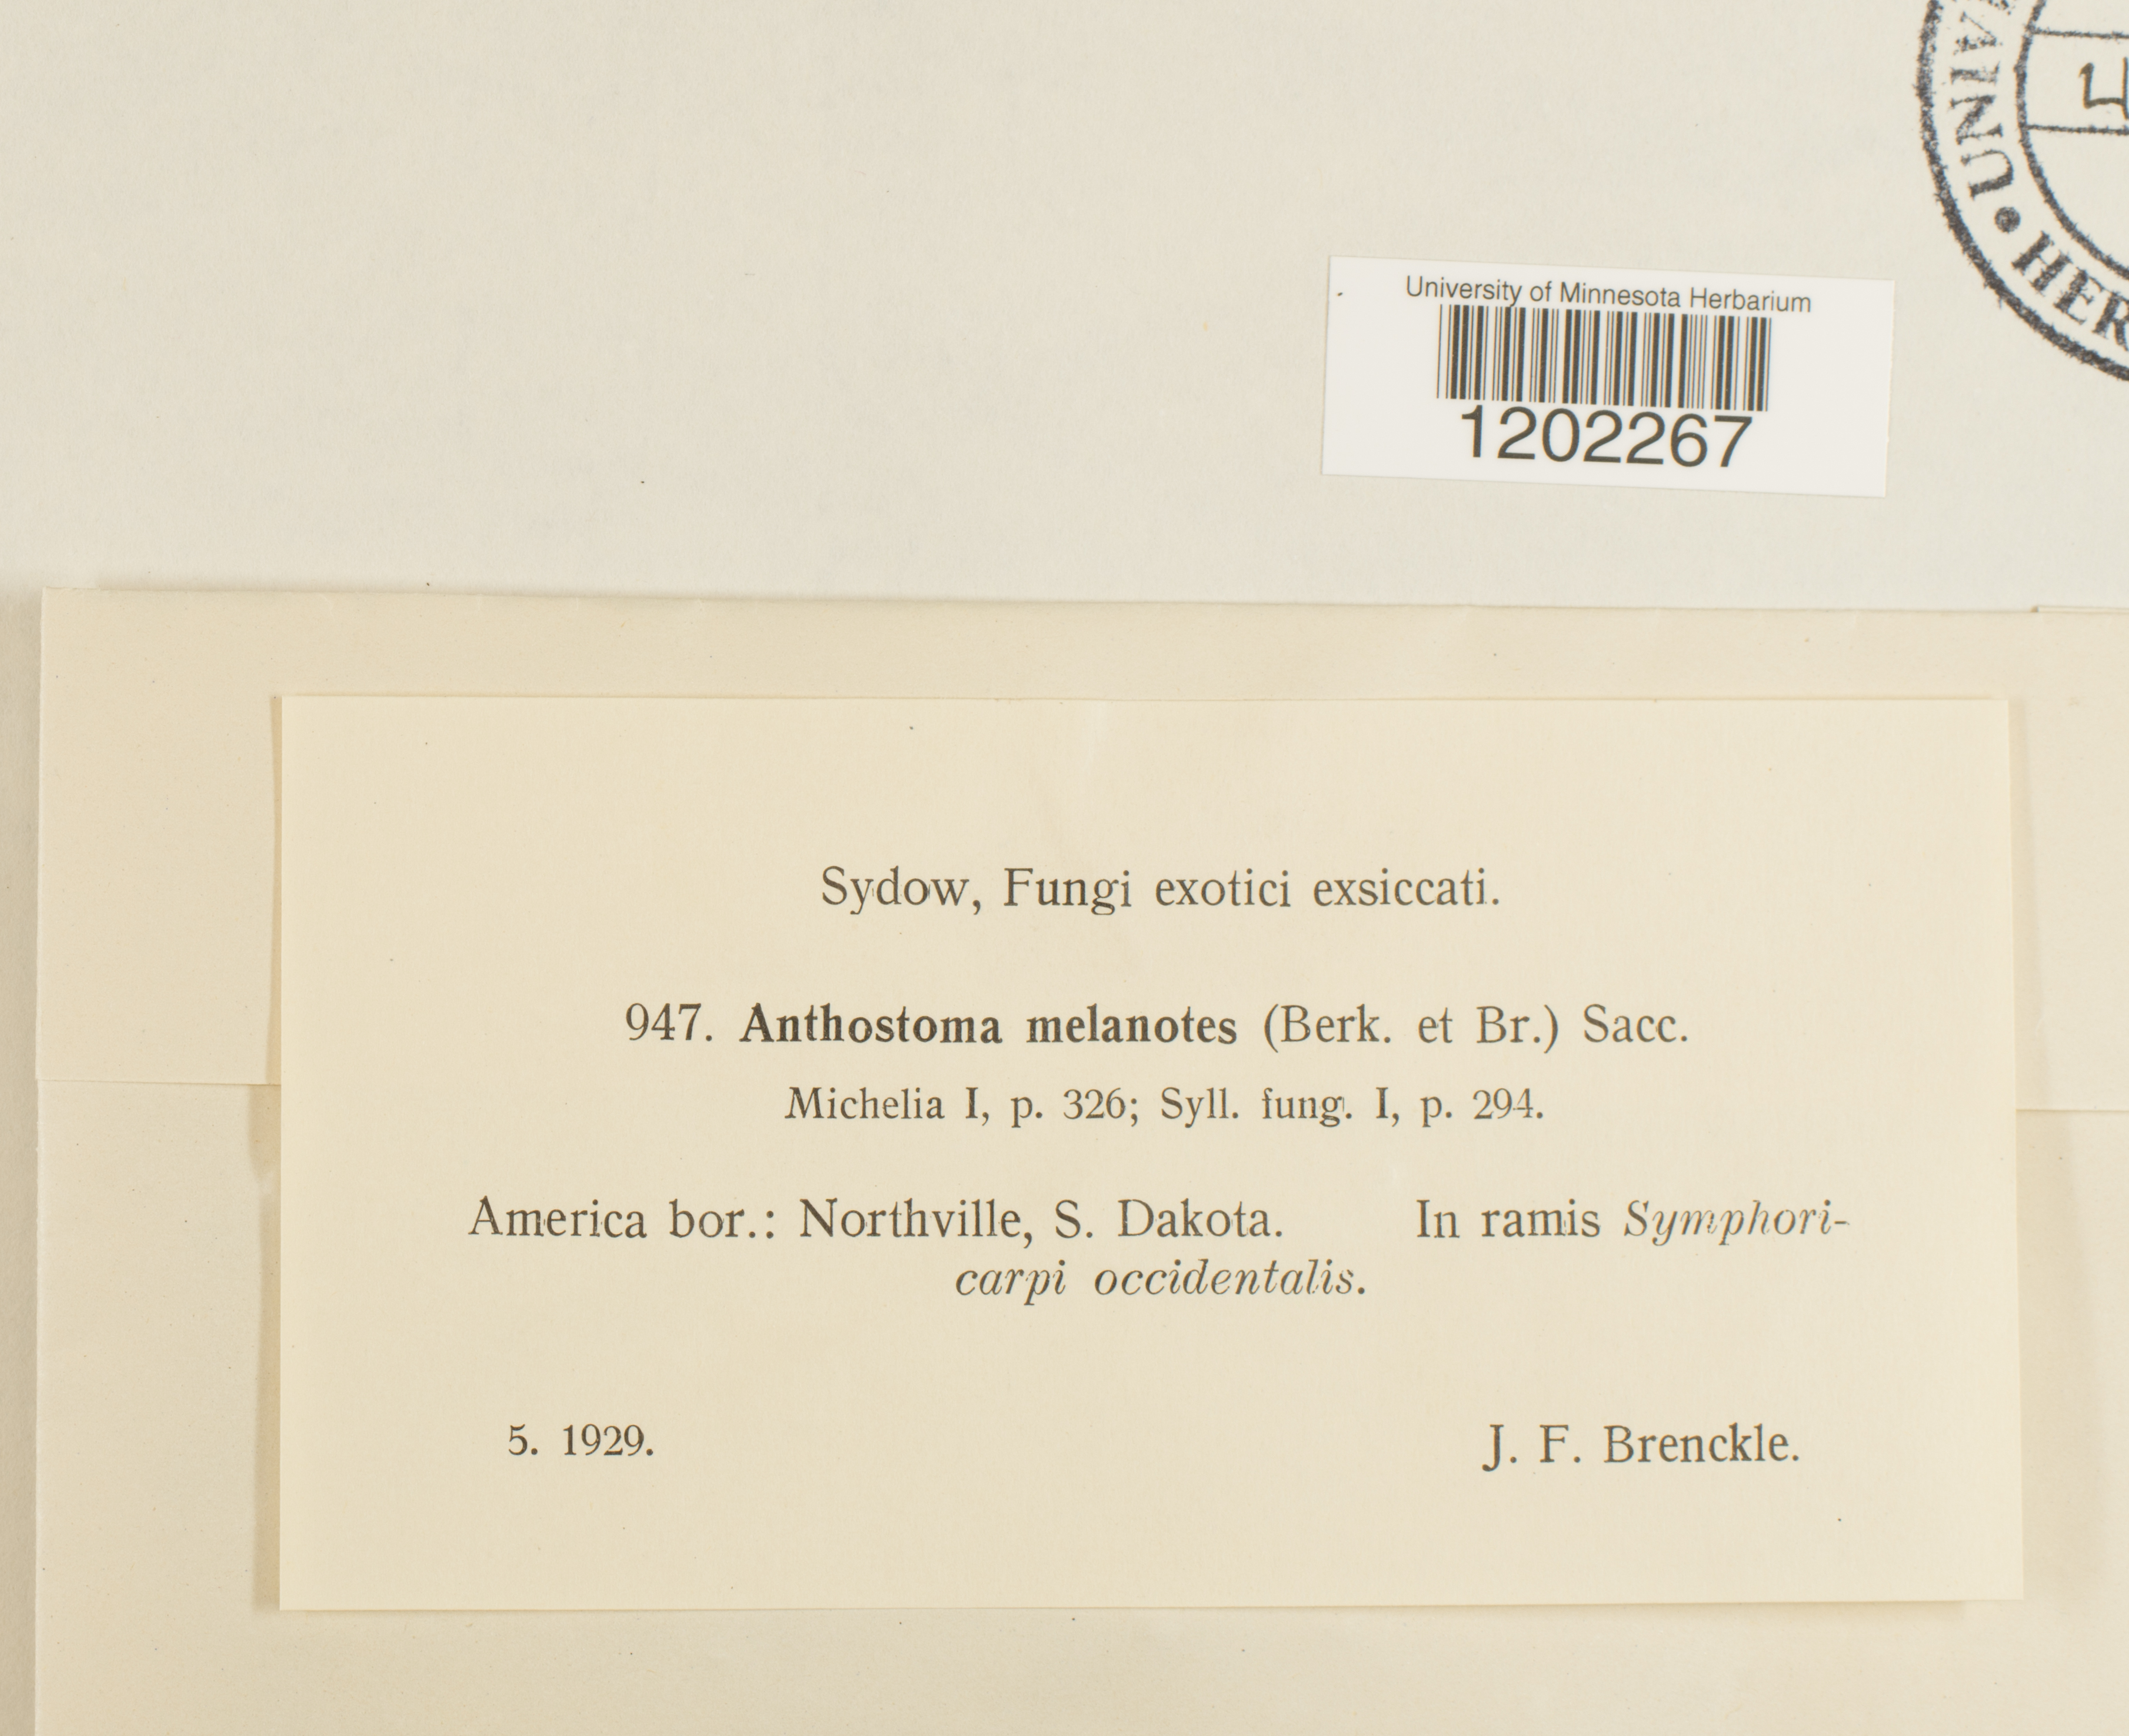 University of Minnesota Herbarium
1202267
Sydow, Fungi exotici exsiccati.
947. Anthostoma melanotes (Berk. et Br.) Sacc.
Michelia I, p. 326; Syll. fung. I, p. 294.
America bor.: Northville, S. Dakota. In ramis Symphori-
carpi occidentalis.
5. 1929.
J. F. Brenckle.